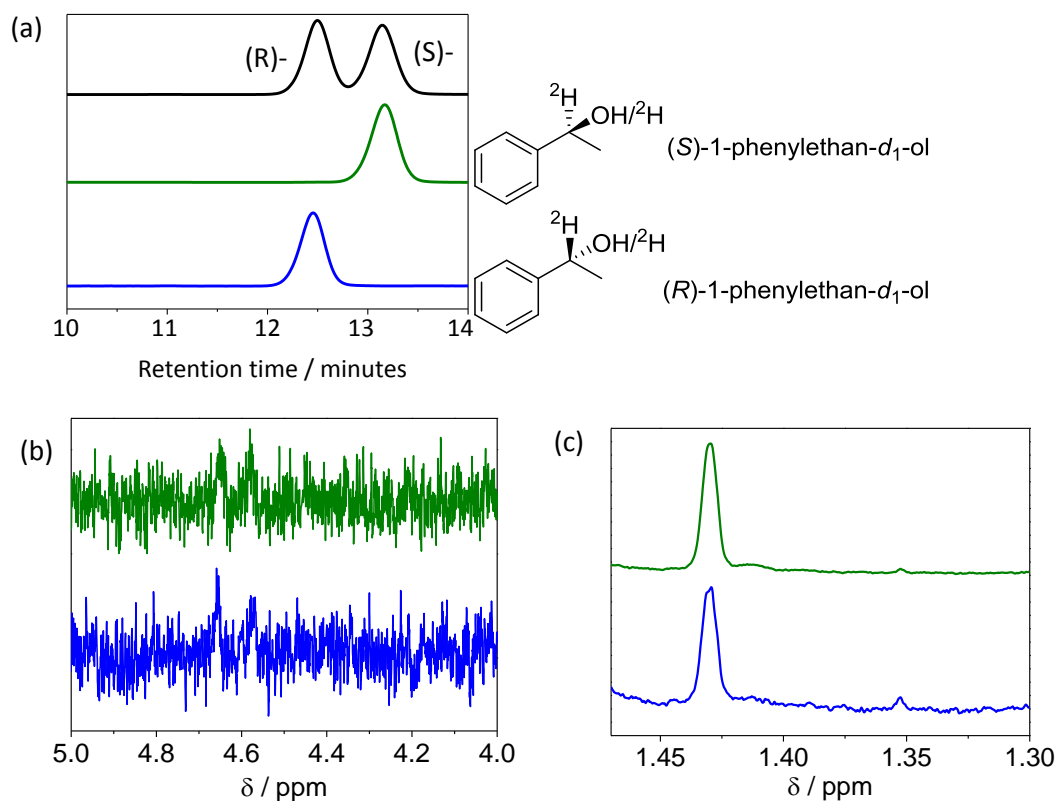 (a)
(R)-
(S)-
²H
OH/²H
(S)-1-phenylethan-d₁-ol
²H
OH/²H
(R)-1-phenylethan-d₁-ol
10 11 12 13 14
Retention time / minutes
(b)
5.0 4.8 4.6 4.4 4.2 4.0
δ / ppm
(c)
1.45 1.40 1.35 1.30
δ / ppm